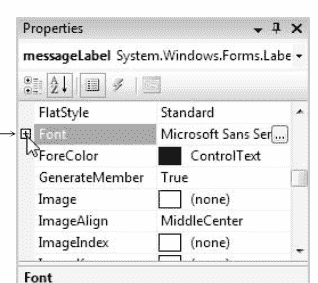 Properties
messageLabel System.Windows.Forms.Labe
FlatStyle Standard
Font Microsoft Sans Ser ...
ForeColor ControlText
GenerateMember True
Image (none)
ImageAlign MiddleCenter
ImageIndex (none)
Font